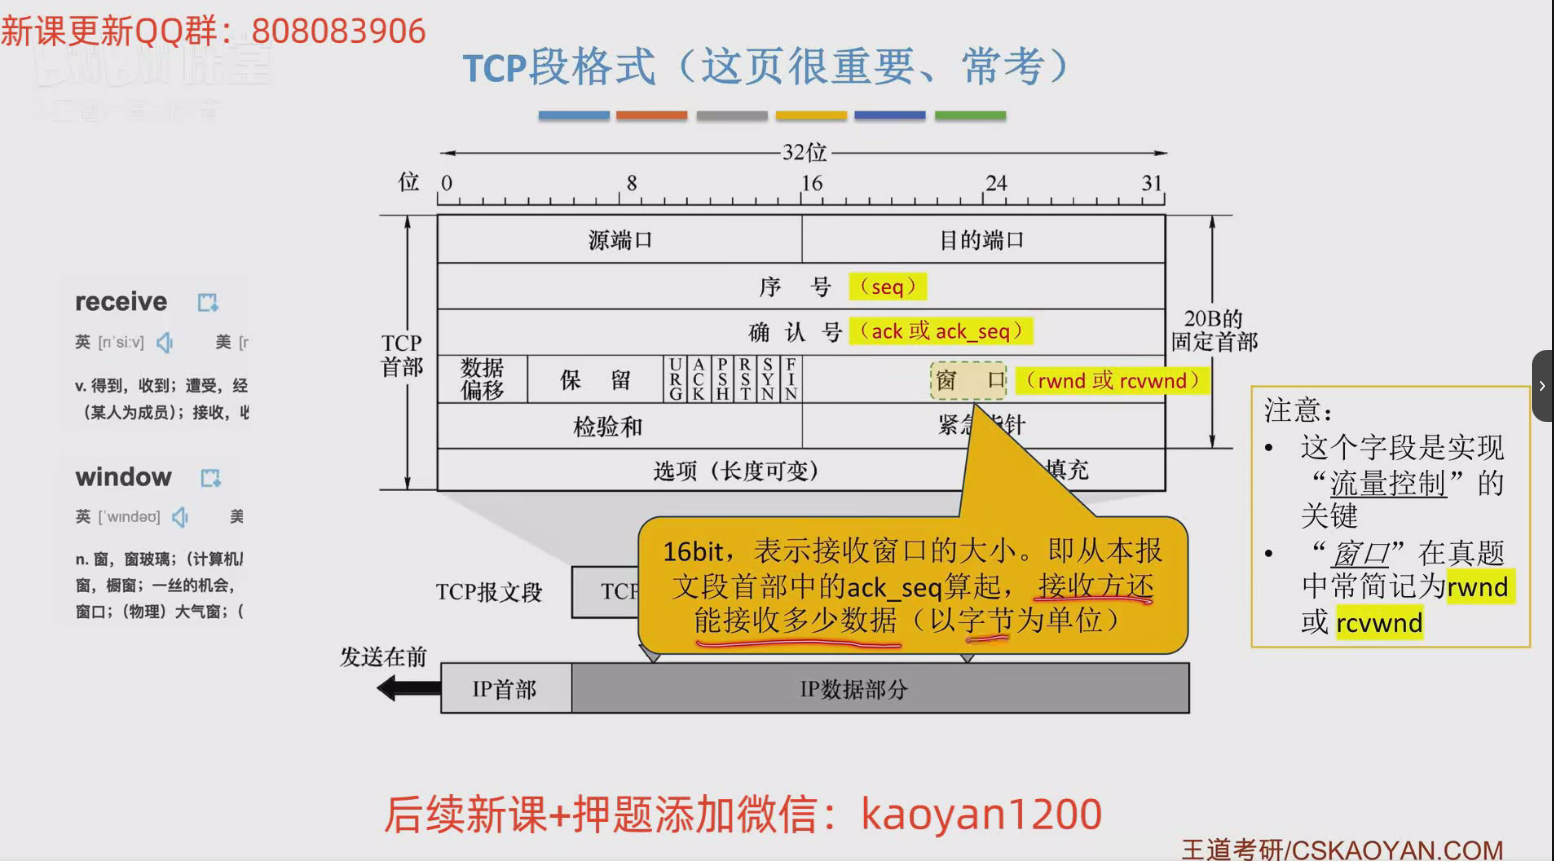 新课更新QQ群：808083906
TCP段格式（这页很重要、常考）
32位
位 0 8 16 24 31
源端口 目的端口
序 号 （seq）
确 认 号 （ack 或 ack_seq）
TCP
首部
20B的
固定首部
数据
偏移
保 留
URG ACK PSH RST SYN FIN
窗 口 （rwnd 或 rcvwnd）
检验和
选项（长度可变）
填充
receive
英 [rɪˈsiːv] 美
v. 得到，收到；遭受，经
（某人为成员）；接收，
window
英 [ˈwɪndəʊ] 美
n. 窗，窗玻璃；（计算机）
窗，橱窗；一丝的机会，
窗口；（物理）大气窗；（
注意：
• 这个字段是实现
“流量控制”的
关键
• “窗口”在真题
中常简记为rwnd
或 rcvwnd
16bit，表示接收窗口的大小。即从本报
文段首部中的ack_seq算起，接收方还
能接收多少数据（以字节为单位）
TCP报文段
TCP
发送在前
IP首部 IP数据部分
后续新课+押题添加微信：kaoyan1200
王道考研/CSKAOYAN.COM